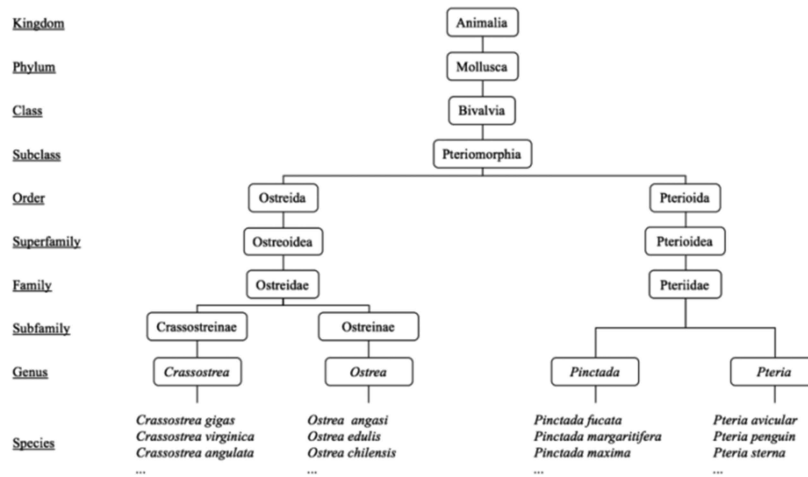 Kingdom Animalia
Phylum Mollusca
Class Bivalvia
Subclass Pteriomorphia
Order Ostreida Pterioida
Superfamily Ostreoidea Pterioidea
Family Ostreidae Pteriidae
Subfamily Crassostreinae Ostreinae
Genus Crassostrea Ostrea Pinctada Pteria
Crassostrea gigas Ostrea angasi Pinctada fucata Pteria avicular
Species Crassostrea virginica Ostrea edulis Pinctada margaritifera Pteria penguin
Crassostrea angulata Ostrea chilensis Pinctada maxima Pteria sterna
... ... ... ...